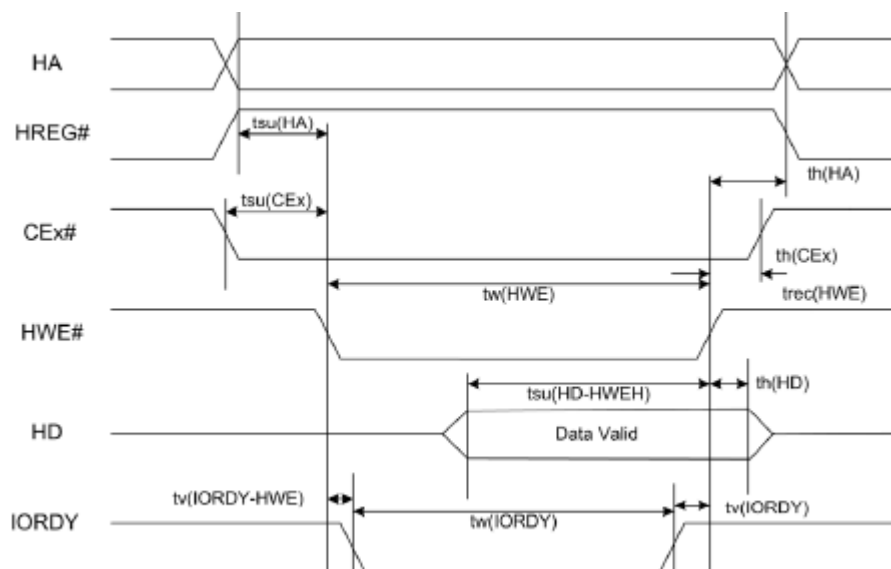 HA
HREG#
tsu(HA)
th(HA)
CEx#
tsu(CEx)
th(CEx)
tw(HWE)
trec(HWE)
HWE#
tsu(HD-HWEH)
th(HD)
HD
Data Valid
tv(IORDY-HWE)
IORDY
tw(IORDY)
tv(IORDY)